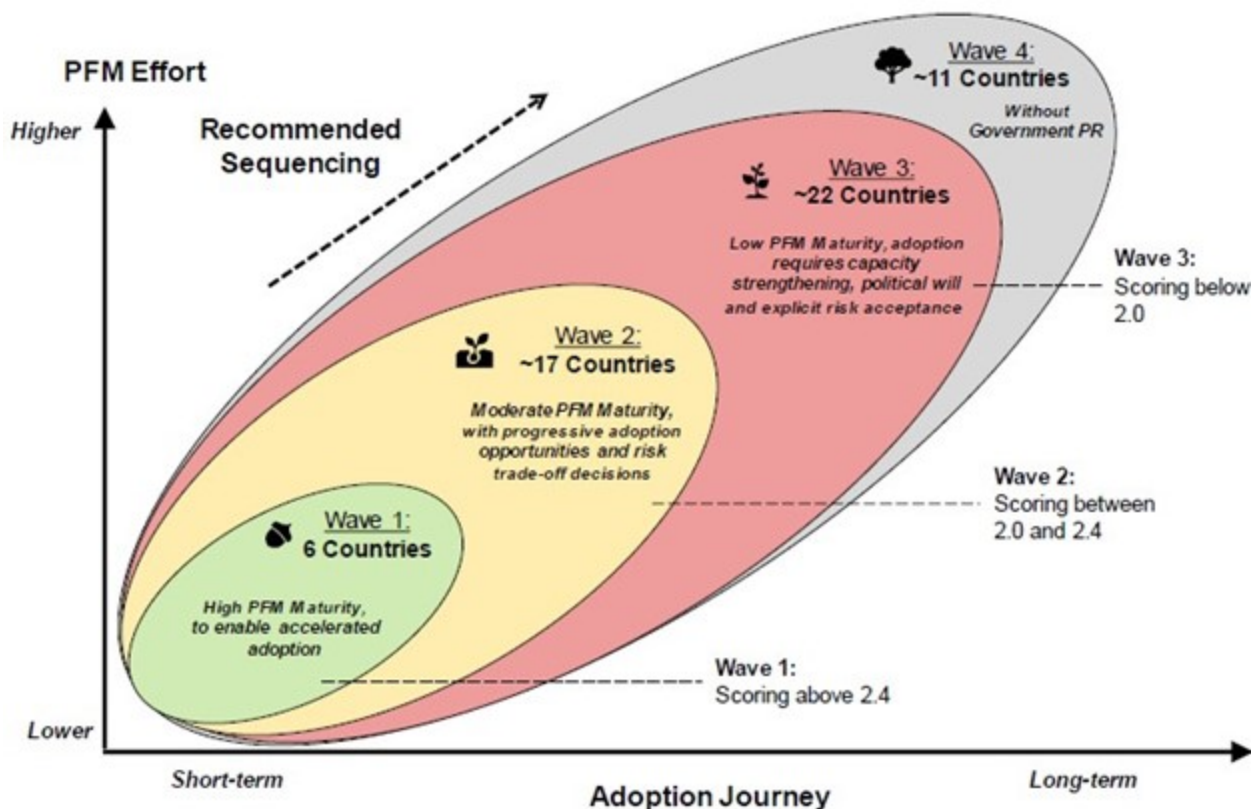 PFM Effort
Higher
Recommended
Sequencing
Wave 4:
~11 Countries
Without
Government PR
Wave 3:
~22 Countries
Low PFM Maturity, adoption
requires capacity
strengthening, political will
and explicit risk acceptance
Wave 3:
Scoring below
2.0
Wave 2:
~17 Countries
Moderate PFM Maturity,
with progressive adoption
opportunities and risk
trade-off decisions
Wave 2:
Scoring between
2.0 and 2.4
Wave 1:
6 Countries
High PFM Maturity,
to enable accelerated
adoption
Wave 1:
Scoring above 2.4
Lower
Short-term
Adoption Journey
Long-term